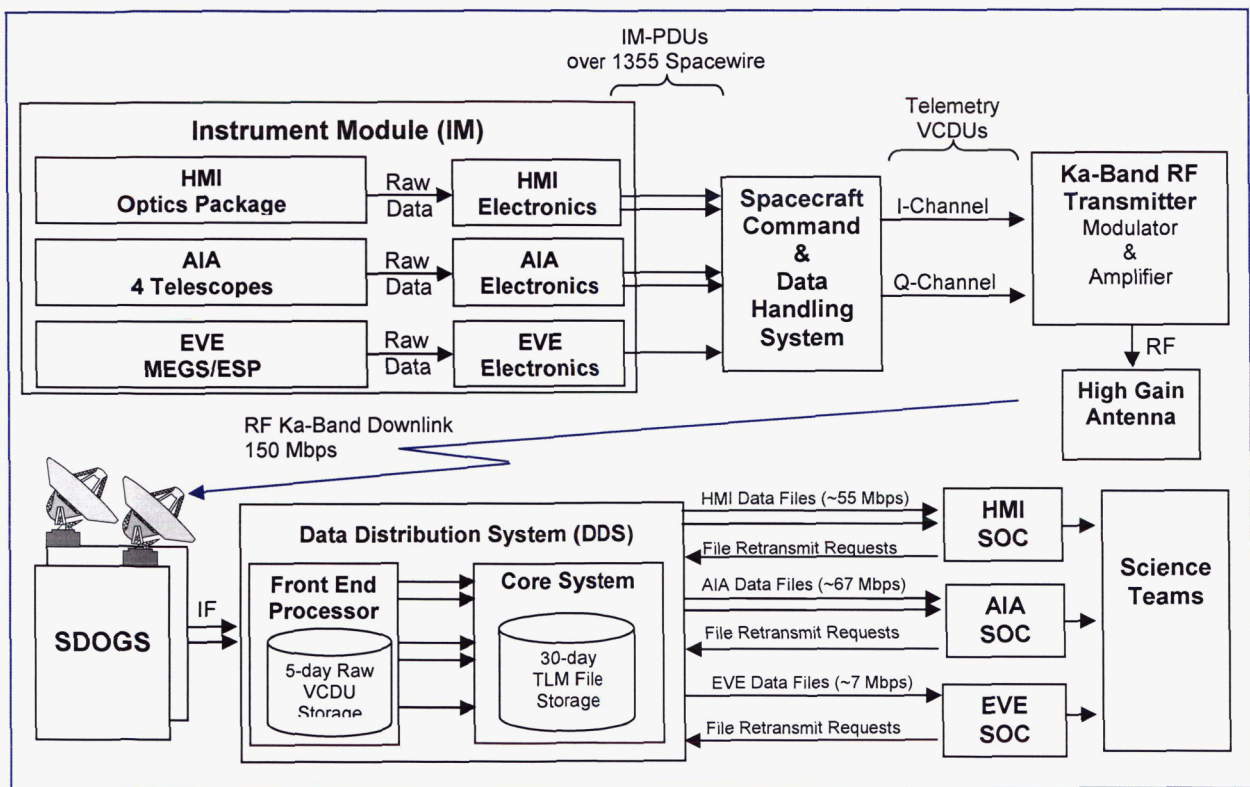 IM-PDUs
over 1355 Spacewire
Instrument Module (IM)
Telemetry
VCDUs
HMI
Optics Package
Raw
Data
HMI
Electronics
AIA
4 Telescopes
Raw
Data
AIA
Electronics
EVE
MEGS/ESP
Raw
Data
EVE
Electronics
Spacecraft
Command
&
Data
Handling
System
I-Channel
Q-Channel
Ka-Band RF
Transmitter
Modulator
&
Amplifier
RF
High Gain
Antenna
RF Ka-Band Downlink
150 Mbps
SDOGS
IF
Data Distribution System (DDS)
Front End
Processor
5-day Raw
VCDU
Storage
Core System
30-day
TLM File
Storage
HMI Data Files (~55 Mbps)
File Retransmit Requests
AIA Data Files (~67 Mbps)
File Retransmit Requests
EVE Data Files (~7 Mbps)
File Retransmit Requests
HMI
SOC
AIA
SOC
EVE
SOC
Science
Teams